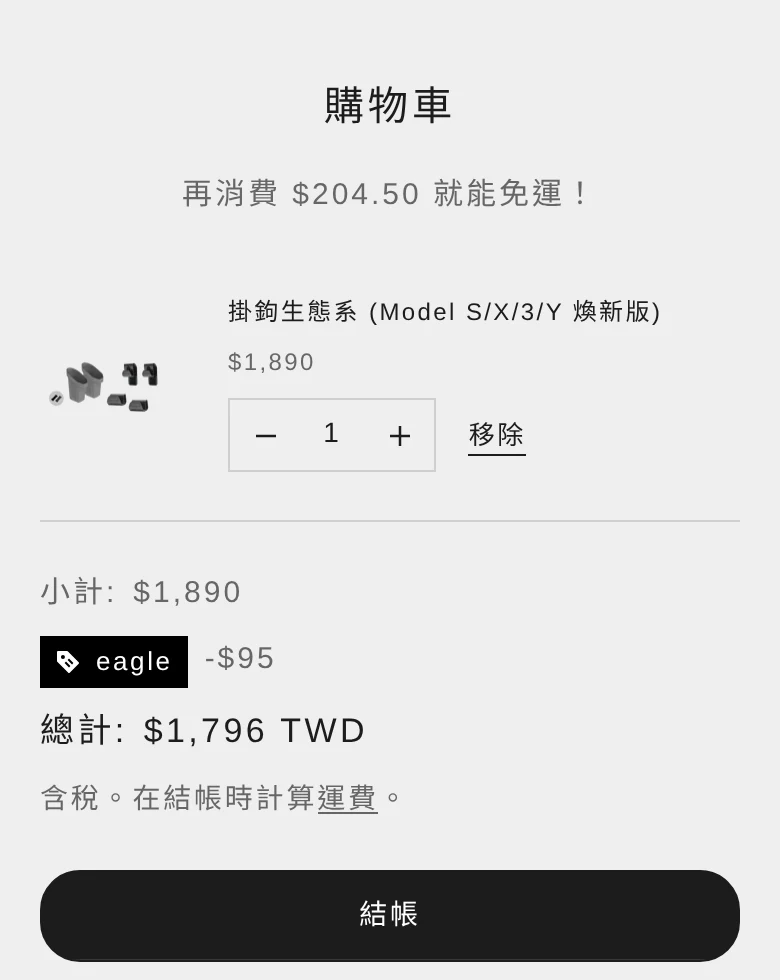 購物車
再消費 $204.50 就能免運！
掛鉤生態系 (Model S/X/3/Y 煥新版)
$1,890
1
移除
小計: $1,890
eagle -$95
總計: $1,796 TWD
含稅。在結帳時計算運費。
結帳